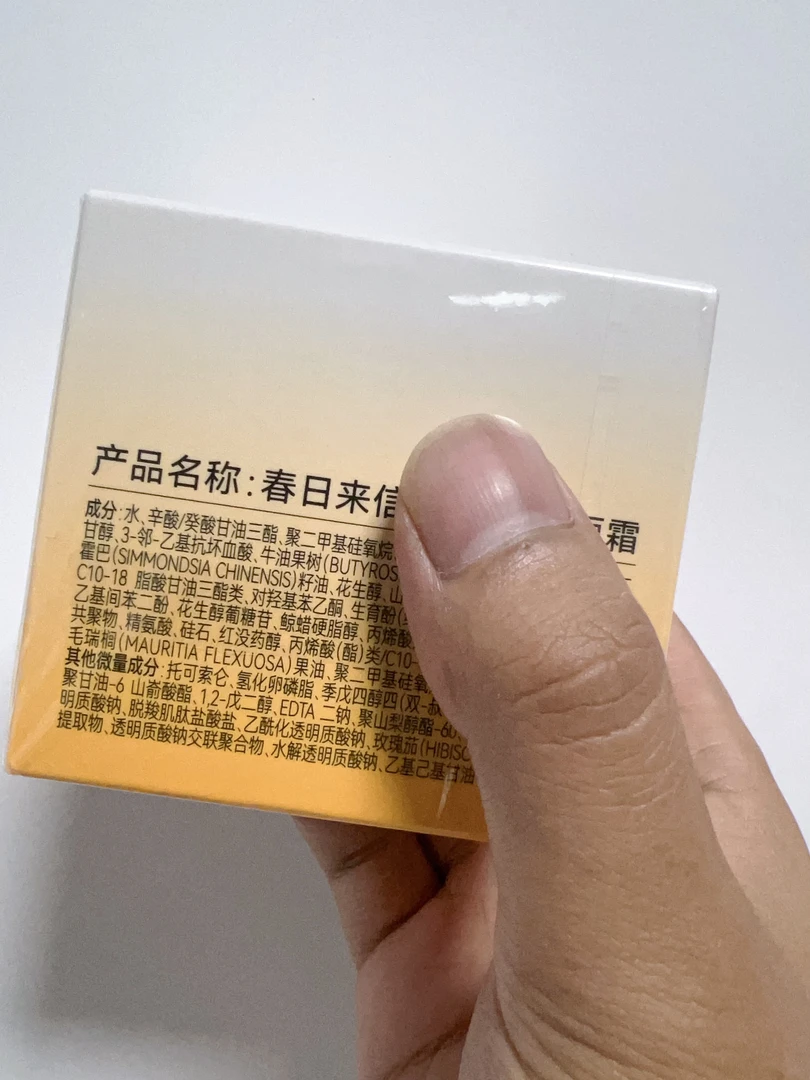 产品名称:春日来信 霜
成分:水、辛酸/癸酸甘油三酯、聚二甲基硅氧烷
甘醇、3-邻-乙基抗坏血酸、牛油果树(BUTYROS
霍巴(SIMMONDSIA CHINENSIS)籽油、花生醇、山
C10-18 脂酸甘油三酯类、对羟基苯乙酮、生育酚(
乙基间苯二酚、花生醇葡糖苷、鲸蜡硬脂醇、丙烯酸
共聚物、精氨酸、硅石、红没药醇、丙烯酸(酯)类/C10-
毛瑞榈(MAURITIA FLEXUOSA)果油、聚二甲基硅氧
其他微量成分:托可索仑、氢化卵磷脂、季戊四醇四(双-叔
聚甘油-6 山嵛酸酯、1,2-戊二醇、EDTA 二钠、聚山梨醇酯-60、
明质酸钠、脱羧肌肽盐酸盐、乙酰化透明质酸钠、玫瑰茄(HIBISC
提取物、透明质酸钠交联聚合物、水解透明质酸钠、乙基己基甘油